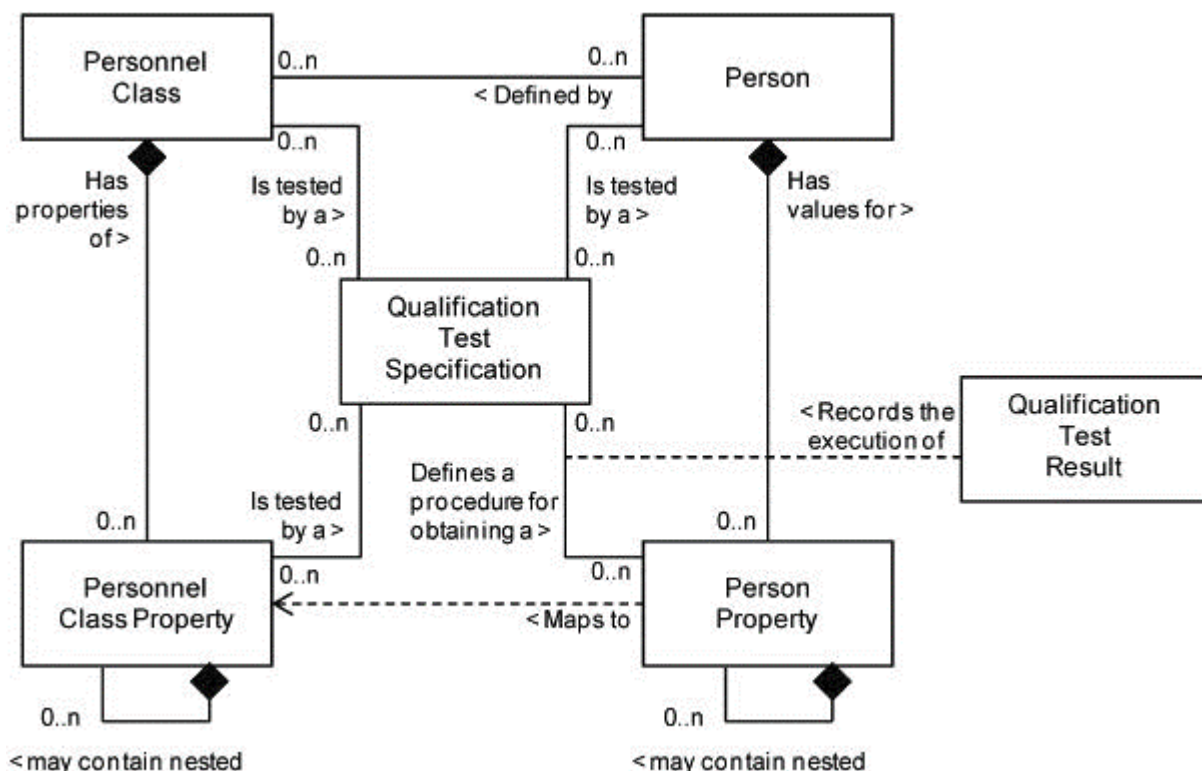 Personnel
Class
0..n
0..n
< Defined by
Person
0..n
0..n
Has
properties
of >
Is tested
by a >
Is tested
by a >
Has
values for >
0..n
0..n
Qualification
Test
Specification
0..n
0..n
< Records the
execution of
Qualification
Test
Result
Is tested
by a >
Defines a
procedure for
obtaining a >
0..n
0..n
Personnel
Class Property
0..n
0..n
< Maps to
Person
Property
0..n
0..n
< may contain nested
< may contain nested